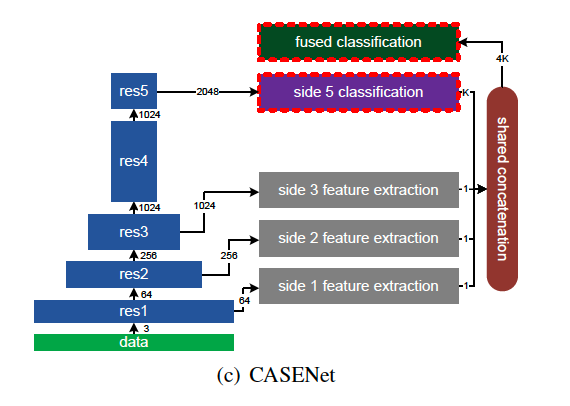 fused classification
4K
res5
2048
side 5 classification
K
1024
res4
shared concatenation
1024
side 3 feature extraction
1
1024
res3
256
side 2 feature extraction
1
256
res2
64
side 1 feature extraction
1
64
res1
3
data
(c) CASENet